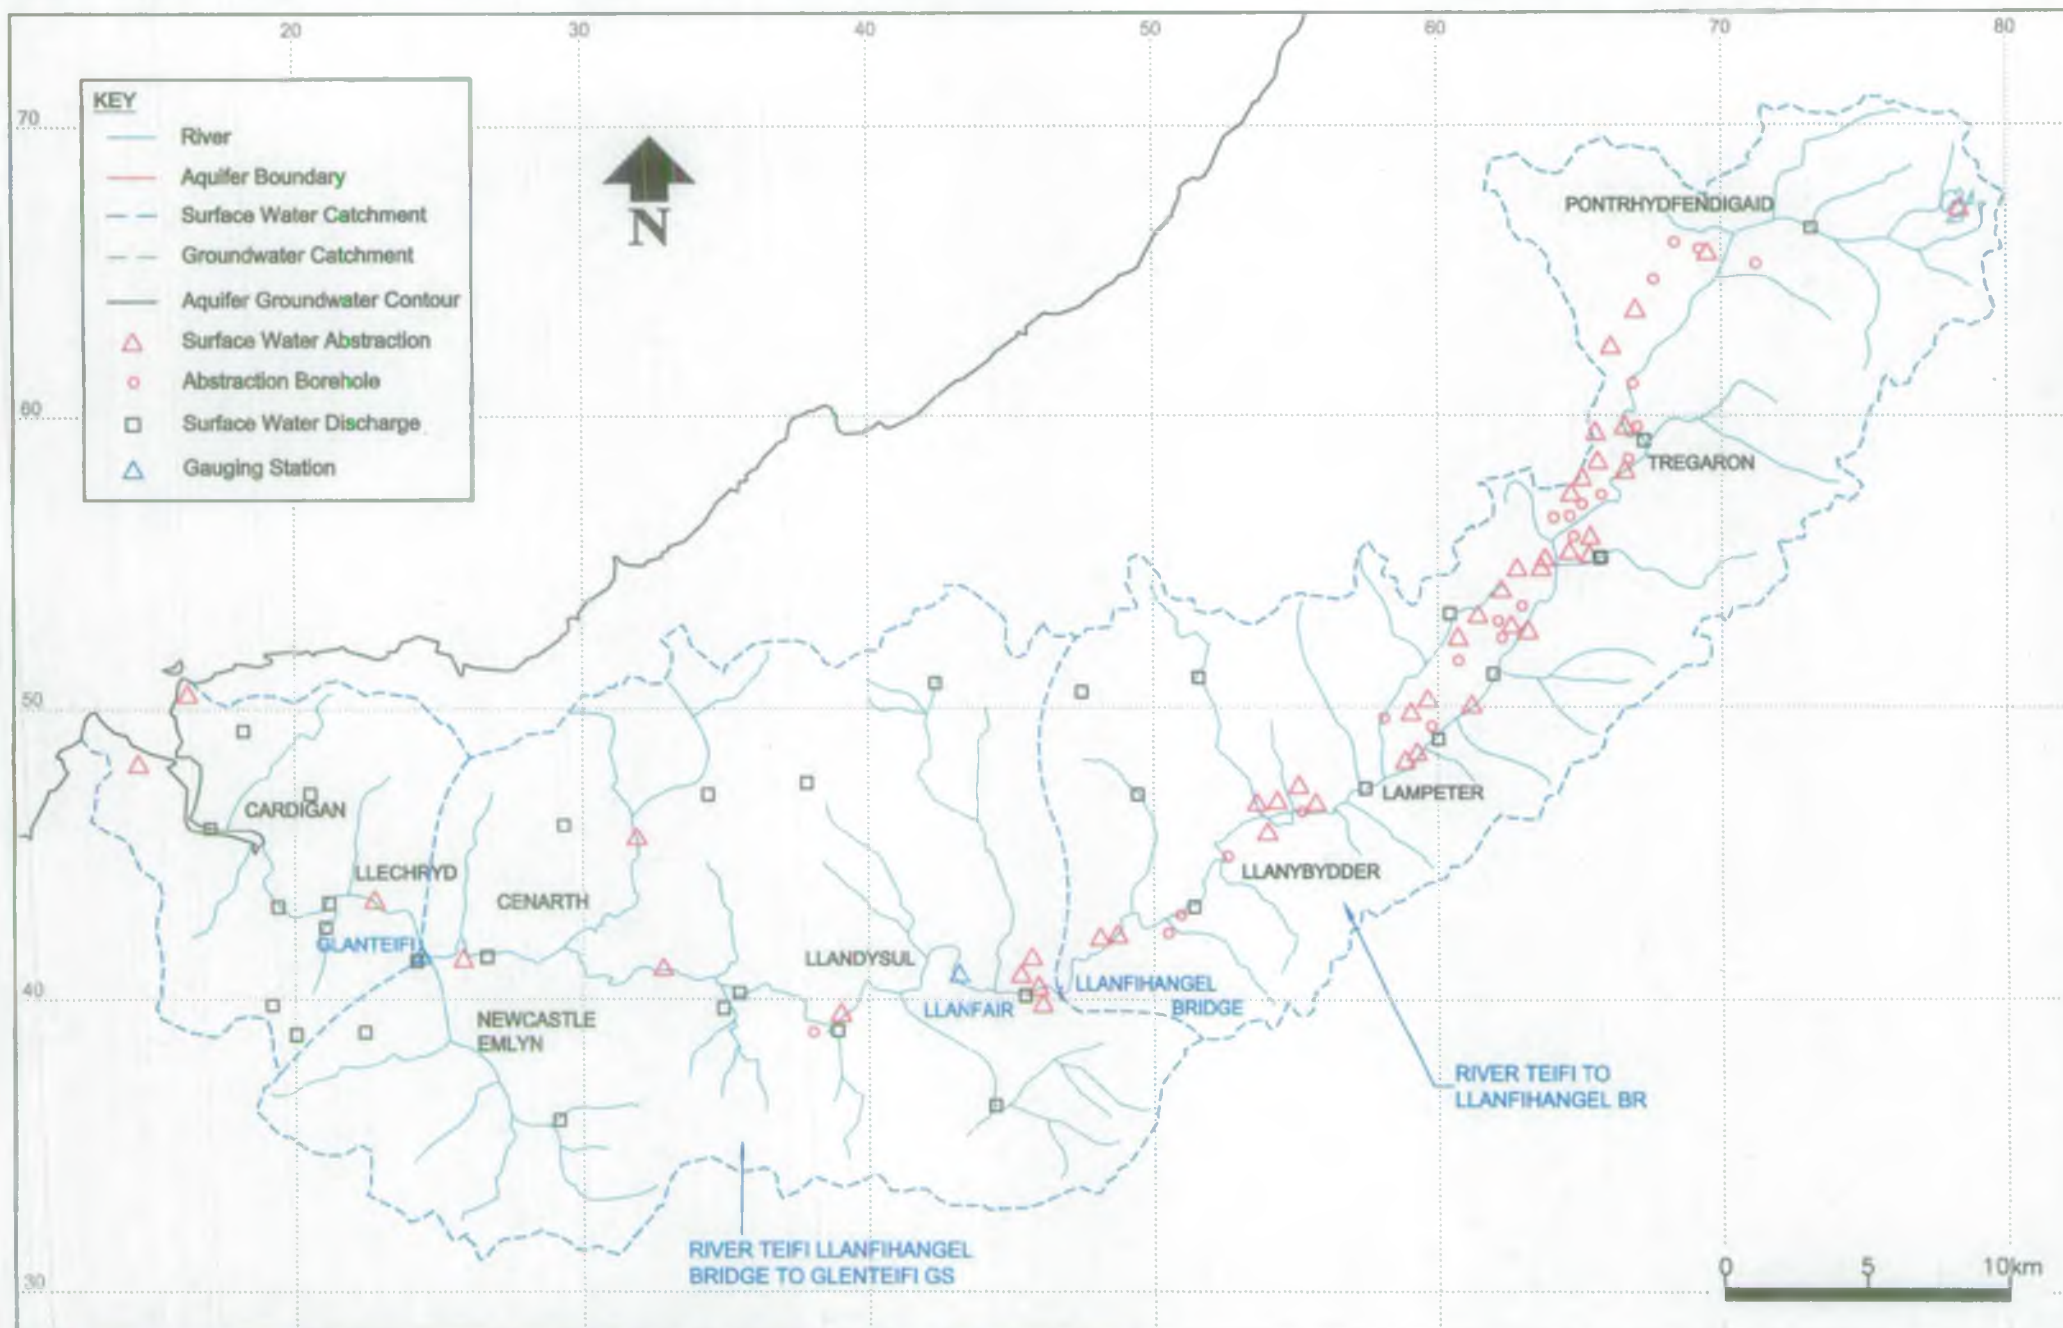 20 30 40 50 60 70 80
KEY
River
Aquifer Boundary
Surface Water Catchment
Groundwater Catchment
Aquifer Groundwater Contour
Surface Water Abstraction
Abstraction Borehole
Surface Water Discharge
Gauging Station
N
70
60
50
40
30
PONTRHYDFENDIGAID
TREGARON
LAMPETER
CARDIGAN
LLECHRYD
LLANYBYDDER
CENARTH
GLANTEIFI
LLANDYSUL
LLANFIHANGEL
BRIDGE
LLANFAIR
NEWCASTLE
EMLYN
RIVER TEIFI TO
LLANFIHANGEL BR
RIVER TEIFI LLANFIHANGEL
BRIDGE TO GLENTEIFI GS
0 5 10km